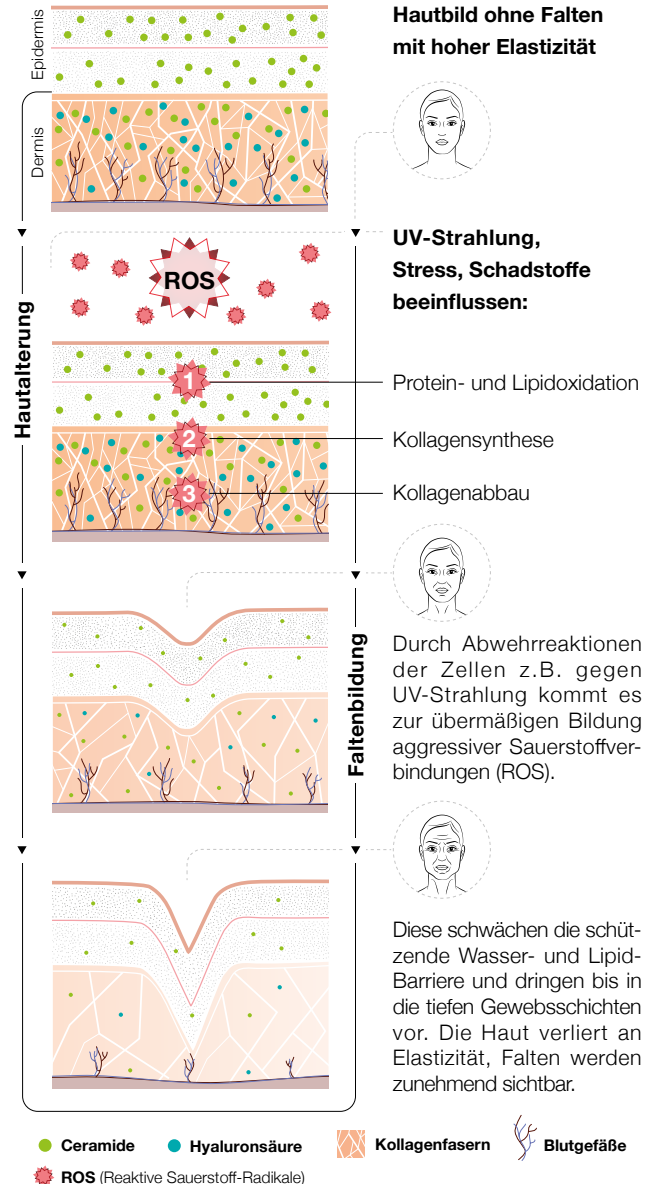 Epidermis
Dermis
Hautbild ohne Falten
mit hoher Elastizität
Hautalterung
Faltenbildung
ROS
UV-Strahlung,
Stress, Schadstoffe
beeinflussen:
1
Protein- und Lipidoxidation
2
Kollagensynthese
3
Kollagenabbau
Durch Abwehrreaktionen
der Zellen z.B. gegen
UV-Strahlung kommt es
zur übermäßigen Bildung
aggressiver Sauerstoffver-
bindungen (ROS).
Diese schwächen die schüt-
zende Wasser- und Lipid-
Barriere und dringen bis in
die tiefen Gewebsschichten
vor. Die Haut verliert an
Elastizität, Falten werden
zunehmend sichtbar.
Ceramide Hyaluronsäure Kollagenfasern Blutgefäße
ROS (Reaktive Sauerstoff-Radikale)